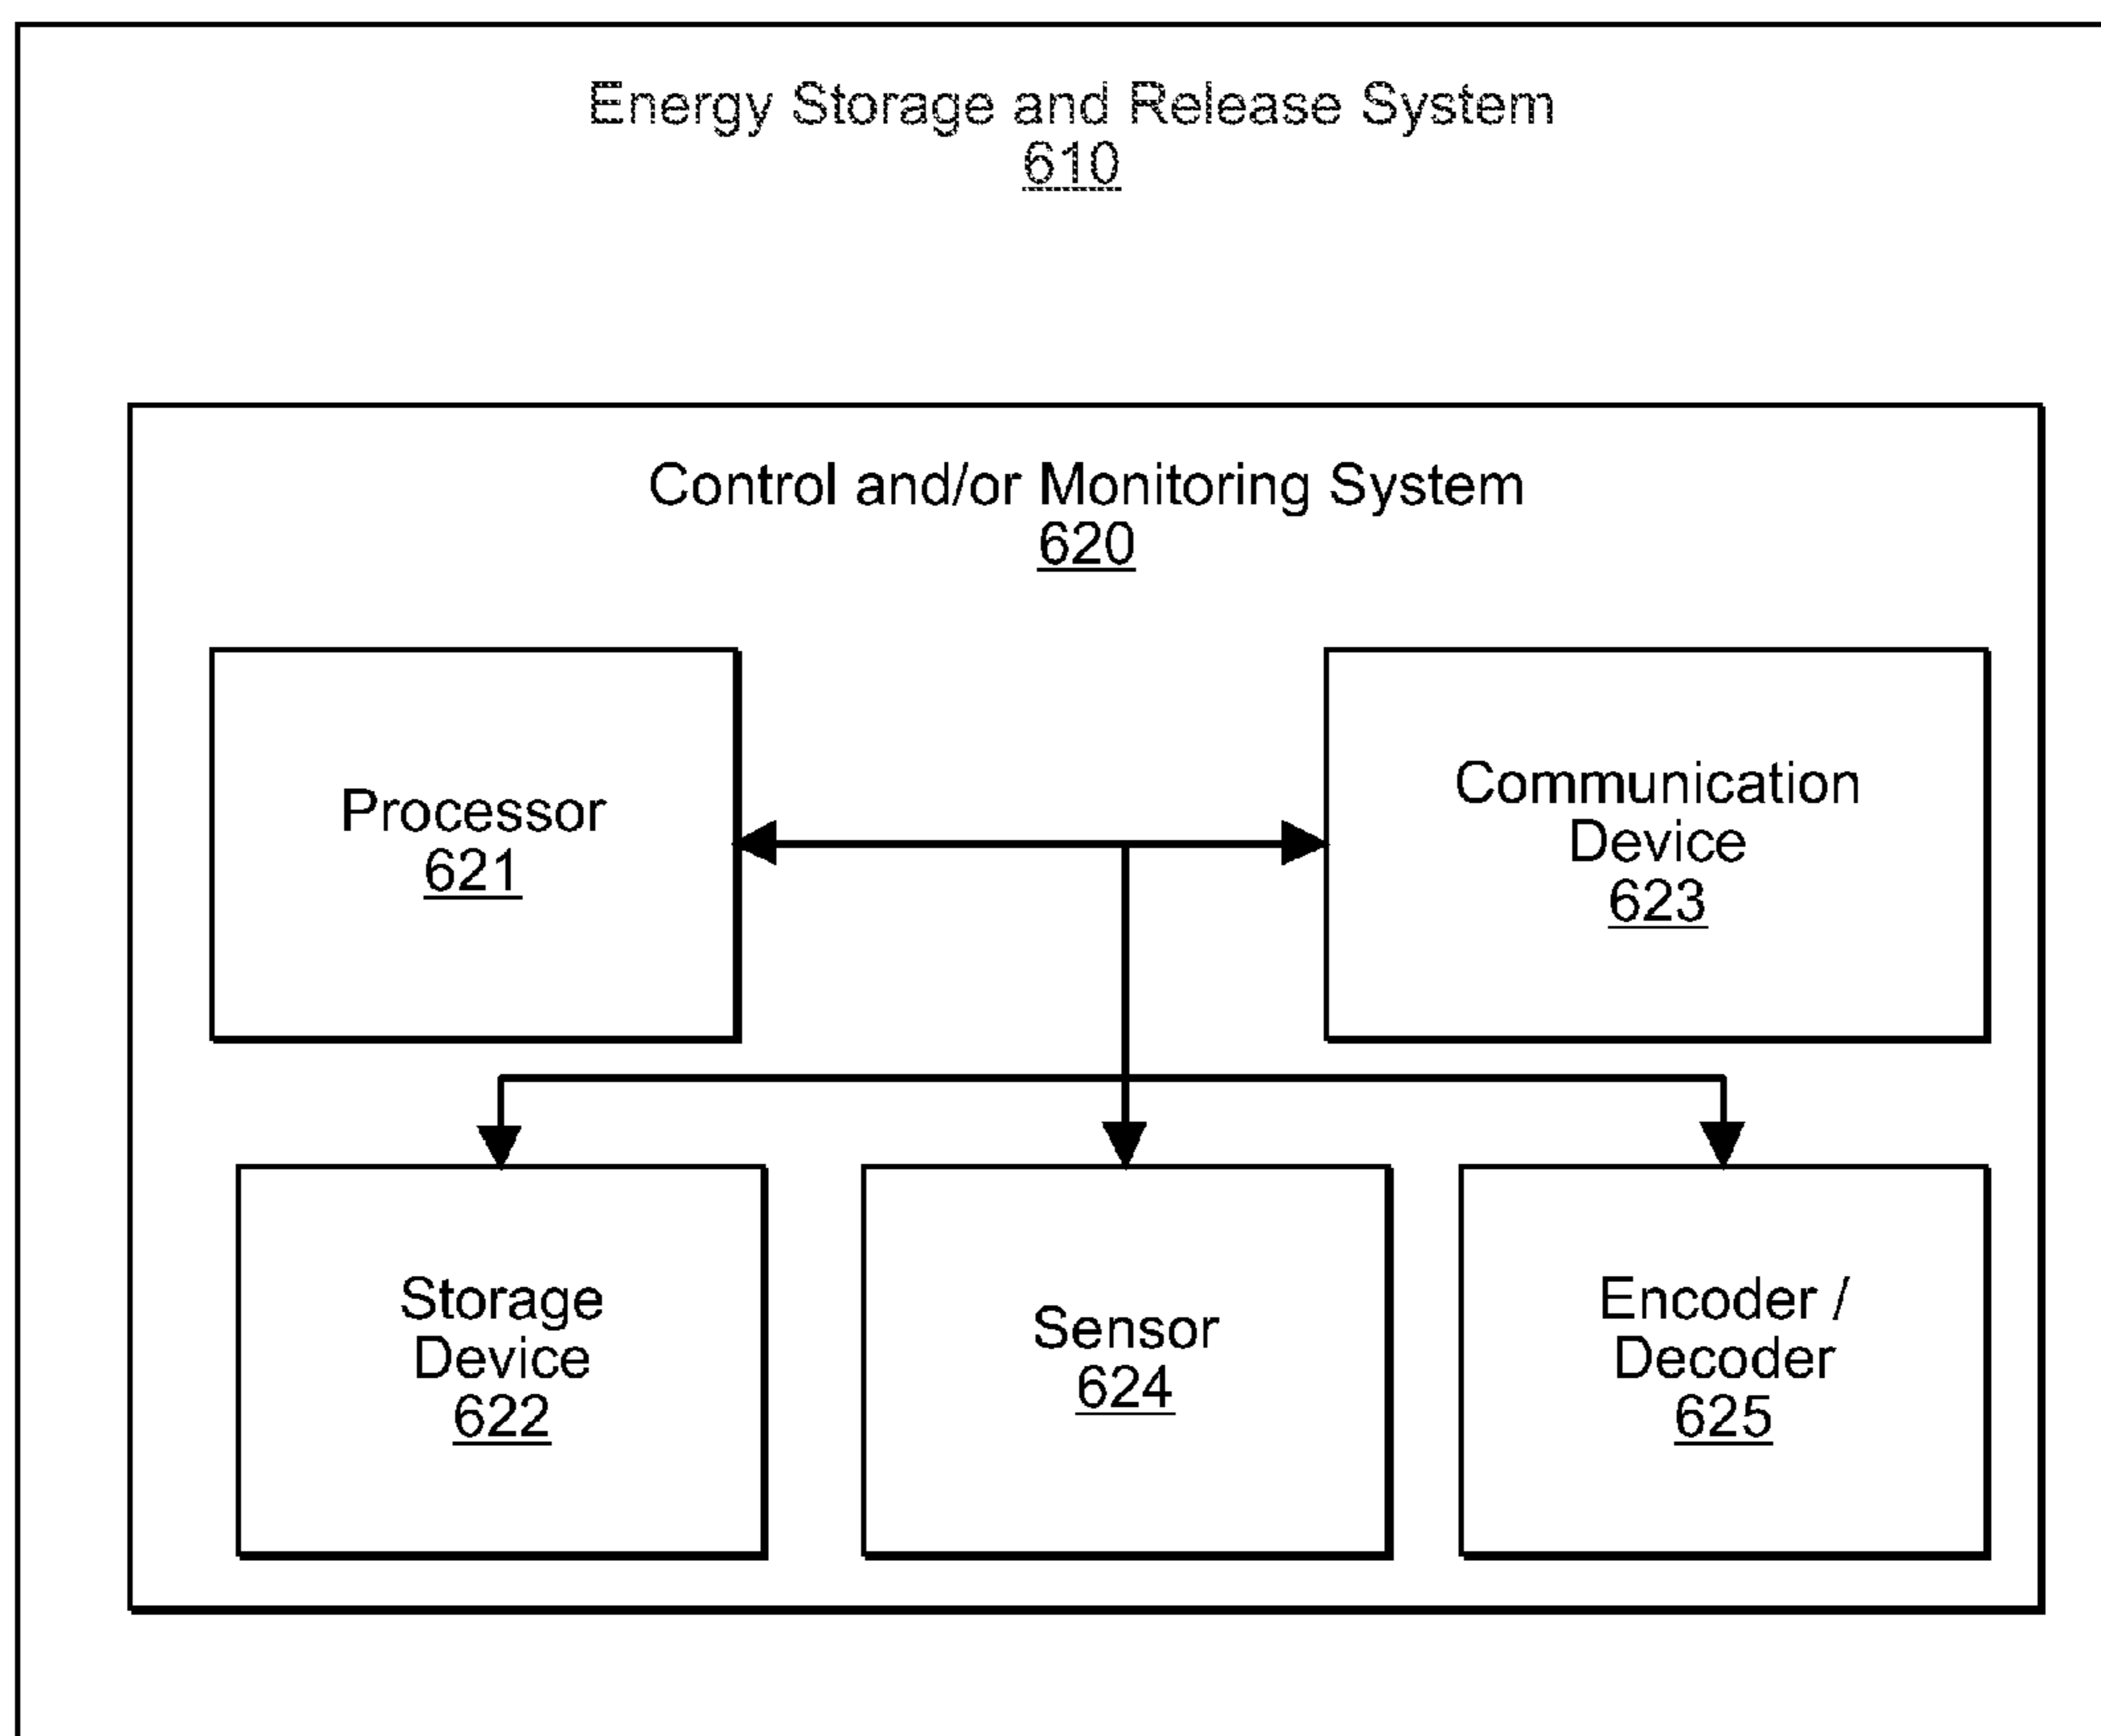 Energy Storage and Release System
610
Control and/or Monitoring System
620
Processor
621
Communication
Device
623
Storage
Device
622
Sensor
624
Encoder /
Decoder
625